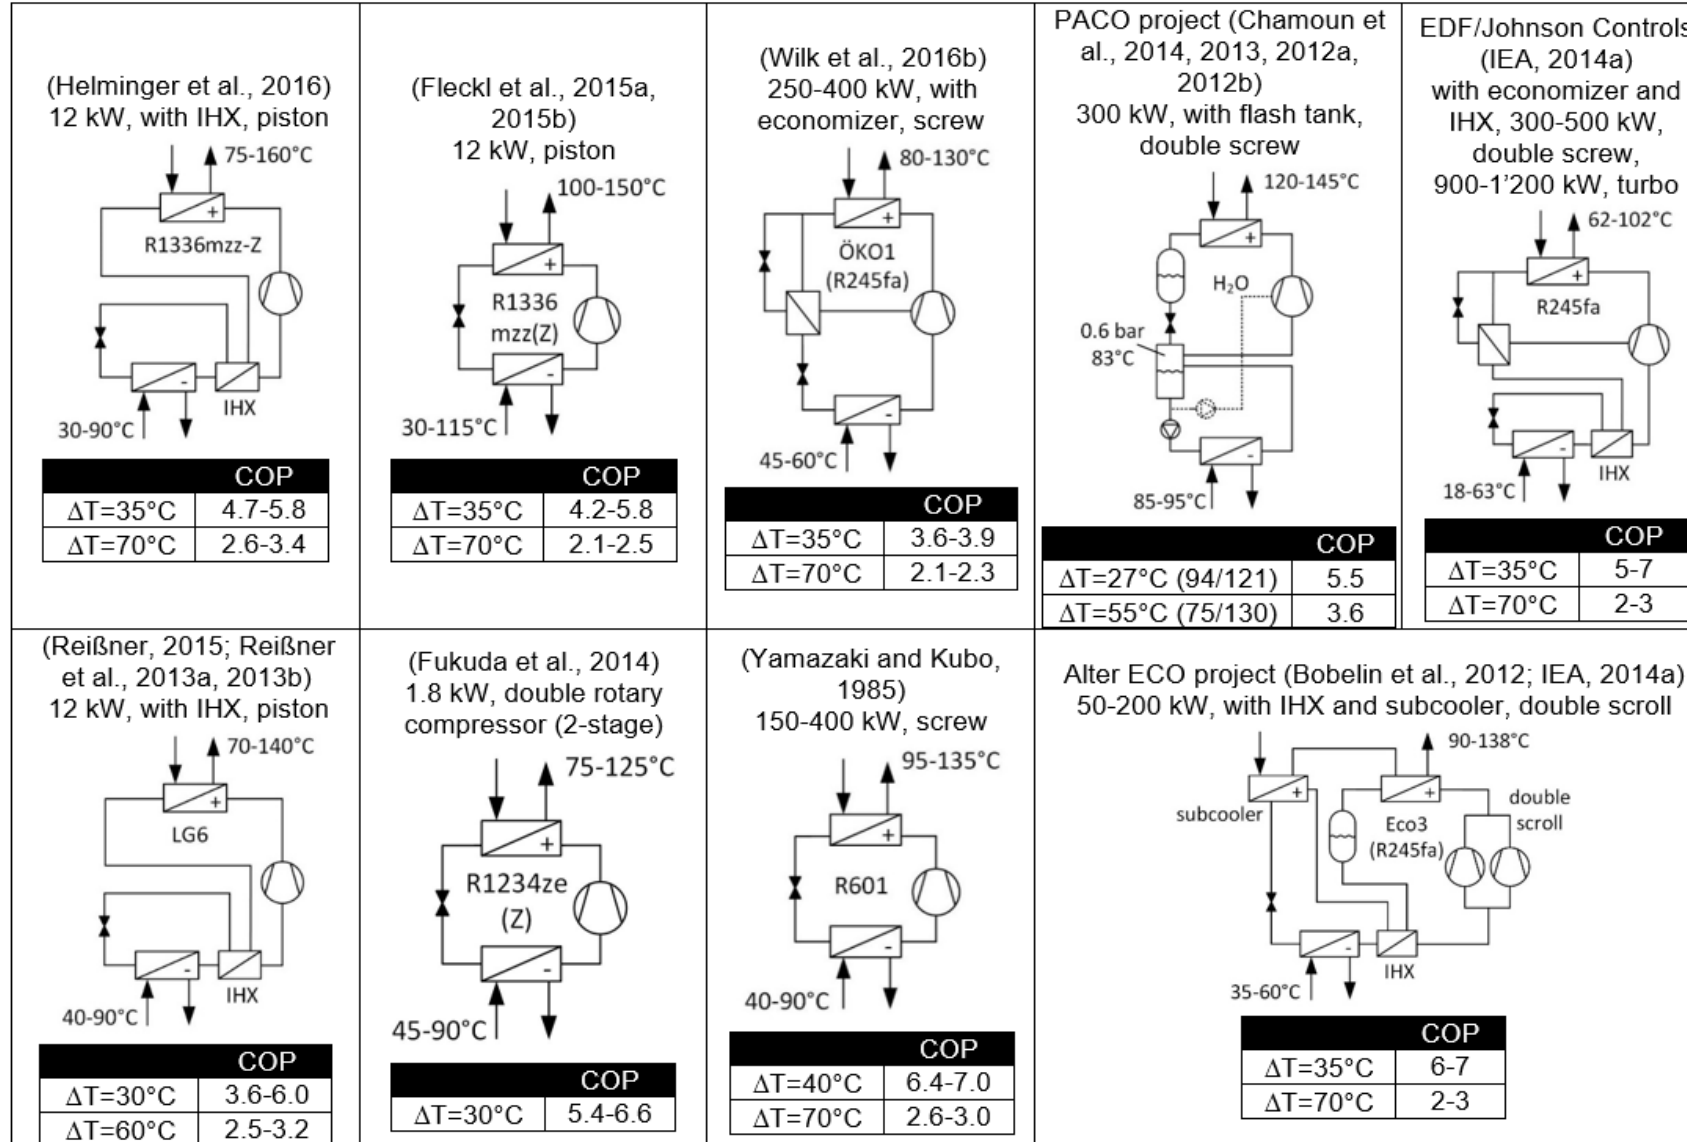 (Helminger et al., 2016)
12 kW, with IHX, piston
75-160°C
+
R1336mzz-Z
-
IHX
30-90°C
COP
ΔT=35°C 4.7-5.8
ΔT=70°C 2.6-3.4
(Fleckl et al., 2015a,
2015b)
12 kW, piston
100-150°C
+
R1336
mzz(Z)
-
30-115°C
COP
ΔT=35°C 4.2-5.8
ΔT=70°C 2.1-2.5
(Wilk et al., 2016b)
250-400 kW, with
economizer, screw
80-130°C
+
ÖKO1
(R245fa)
-
45-60°C
COP
ΔT=35°C 3.6-3.9
ΔT=70°C 2.1-2.3
PACO project (Chamoun et
al., 2014, 2013, 2012a,
2012b)
300 kW, with flash tank,
double screw
120-145°C
+
H₂O
0.6 bar
83°C
-
85-95°C
COP
ΔT=27°C (94/121) 5.5
ΔT=55°C (75/130) 3.6
EDF/Johnson Controls
(IEA, 2014a)
with economizer and
IHX, 300-500 kW,
double screw,
900-1'200 kW, turbo
62-102°C
+
R245fa
-
IHX
18-63°C
COP
ΔT=35°C 5-7
ΔT=70°C 2-3
(Reißner, 2015; Reißner
et al., 2013a, 2013b)
12 kW, with IHX, piston
70-140°C
+
LG6
-
IHX
40-90°C
COP
ΔT=30°C 3.6-6.0
ΔT=60°C 2.5-3.2
(Fukuda et al., 2014)
1.8 kW, double rotary
compressor (2-stage)
75-125°C
+
R1234ze
(Z)
-
45-90°C
COP
ΔT=30°C 5.4-6.6
(Yamazaki and Kubo,
1985)
150-400 kW, screw
95-135°C
+
R601
-
40-90°C
COP
ΔT=40°C 6.4-7.0
ΔT=70°C 2.6-3.0
Alter ECO project (Bobelin et al., 2012; IEA, 2014a)
50-200 kW, with IHX and subcooler, double scroll
90-138°C
+
+
subcooler
double
scroll
Eco3
(R245fa)
-
IHX
35-60°C
COP
ΔT=35°C 6-7
ΔT=70°C 2-3